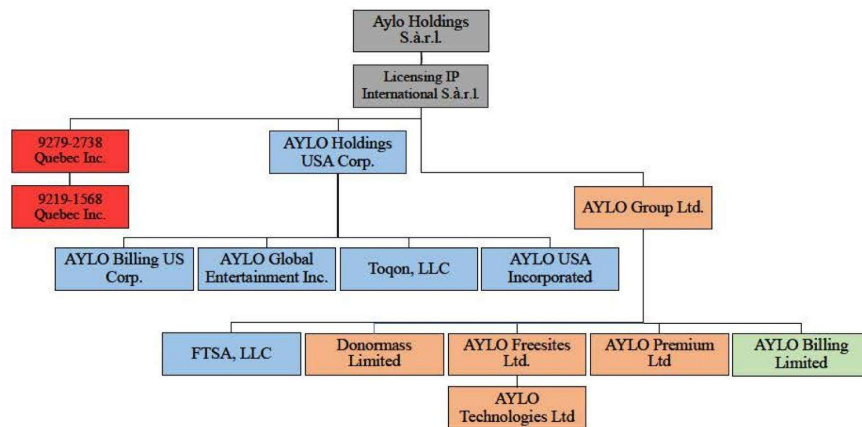 Aylo Holdings
S.à.r.l.
Licensing IP
International S.à.r.l.
9279-2738
Quebec Inc.
AYLO Holdings
USA Corp.
9219-1568
Quebec Inc.
AYLO Group Ltd.
AYLO Billing US
Corp.
AYLO Global
Entertainment Inc.
Toqon, LLC
AYLO USA
Incorporated
FTSA, LLC
Donormass
Limited
AYLO Freesites
Ltd.
AYLO Premium
Ltd
AYLO Billing
Limited
AYLO
Technologies Ltd